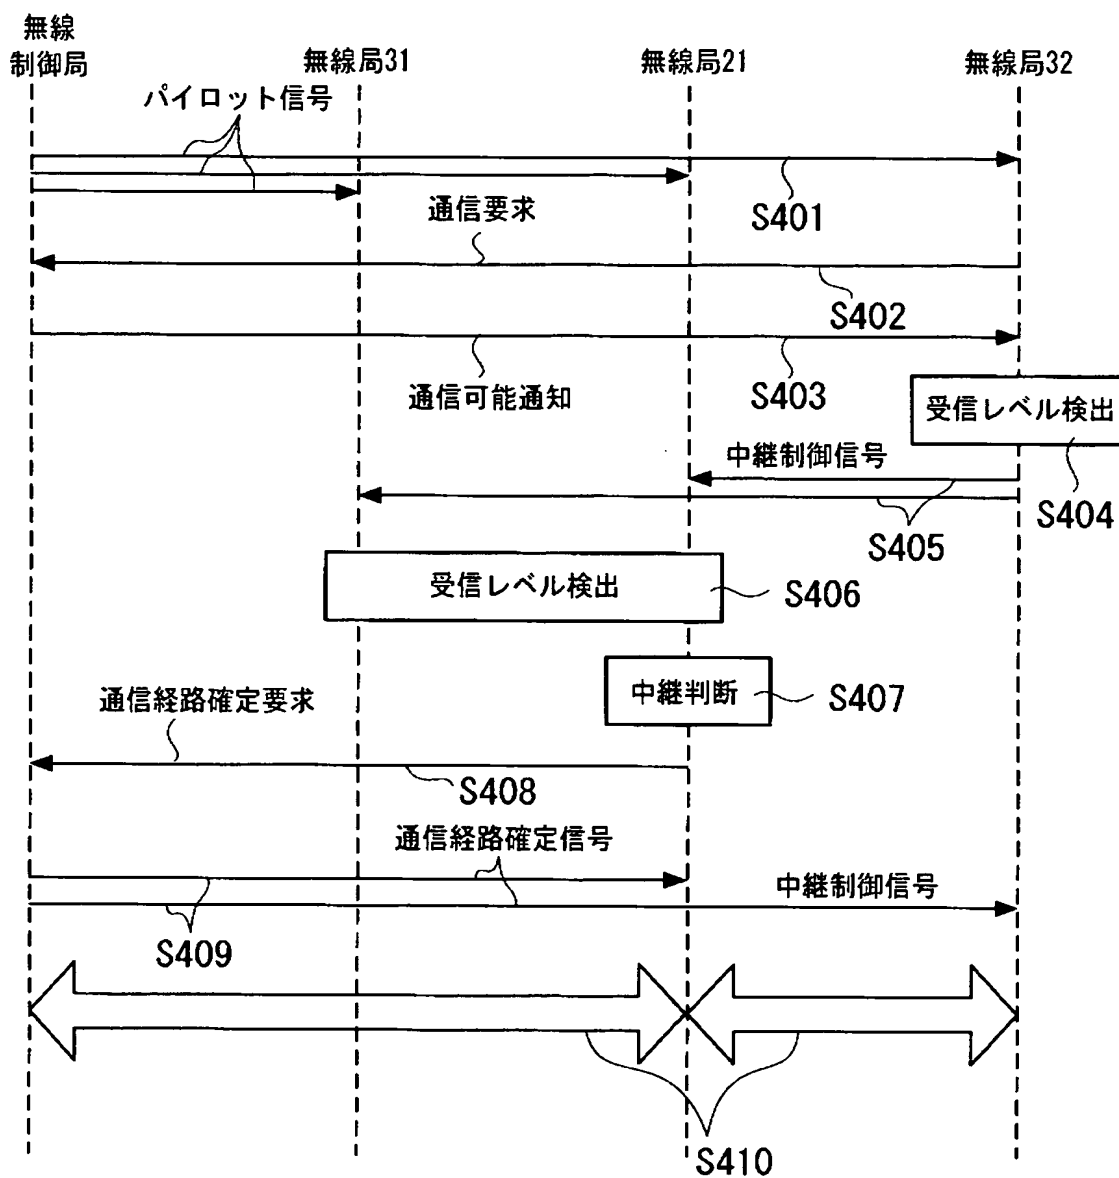 無線
制御局
無線局31
無線局21
無線局32
パイロット信号
S401
通信要求
S402
通信可能通知
S403
受信レベル検出
S404
中継制御信号
S405
受信レベル検出
S406
中継判断
S407
通信経路確定要求
S408
通信経路確定信号
中継制御信号
S409
S410